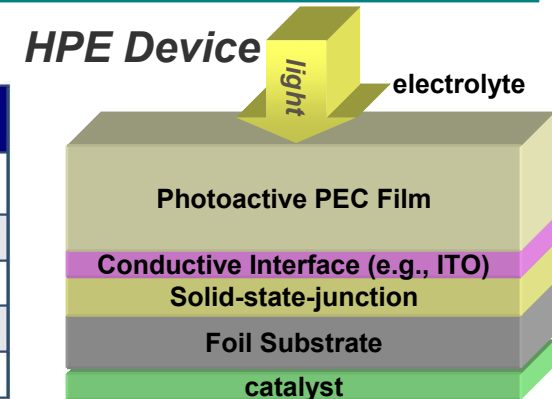 HPE Device
light
electrolyte
Photoactive PEC Film
Conductive Interface (e.g., ITO)
Solid-state-junction
Foil Substrate
catalyst